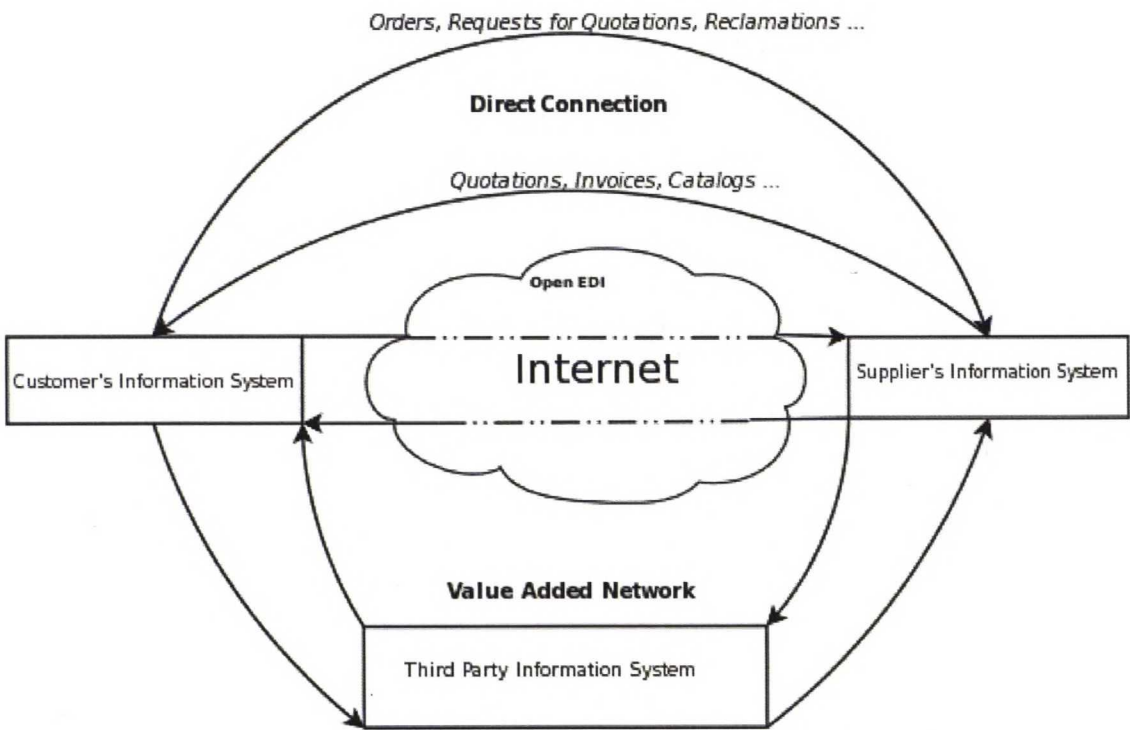 Orders, Requests for Quotations, Reclamations ...
Direct Connection
Quotations, Invoices, Catalogs ...
Open EDI
Internet
Customer's Information System
Supplier's Information System
Value Added Network
Third Party Information System